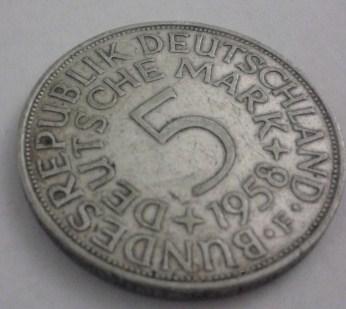 BUNDESREPUBLIK DEUTSCHLAND · F ·
DEUTSCHE MARK
5
+ 1958 +